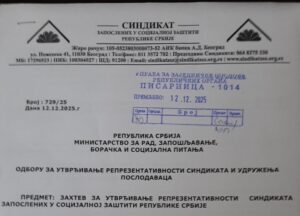 СИНДИКАТ
ЗАПОСЛЕНИХ У СОЦИЈАЛНОЈ ЗАШТИТИ
РЕПУБЛИКЕ СРБИЈЕ
УПРАВА ЗА ЗАЈЕДНИЧКЕ ПОСЛОВЕ
РЕПУБЛИЧКИХ ОРГАНА
ПИСАРНИЦА - 1014
ПРИМЉЕНО: 12.12.2025
Број : 729/25
Дана 12.12.2025.г
РЕПУБЛИКА СРБИЈА
МИНИСТАРСТВО ЗА РАД, ЗАПОШЉАВАЊЕ,
БОРАЧКА И СОЦИЈАЛНА ПИТАЊА
ОДБОРУ ЗА УТВРЂИВАЊЕ РЕПРЕЗЕНТАТИВНОСТИ СИНДИКАТА И УДРУЖЕЊА
ПОСЛОДАВАЦА
ПРЕДМЕТ: ЗАХТЕВ ЗА УТВРЂИВАЊЕ РЕПРЕЗЕНТАТИВНОСТИ СИНДИКАТА
ЗАПОСЛЕНИХ У СОЦИЈАЛНОЈ ЗАШТИТИ РЕПУБЛИКЕ СРБИЈЕ